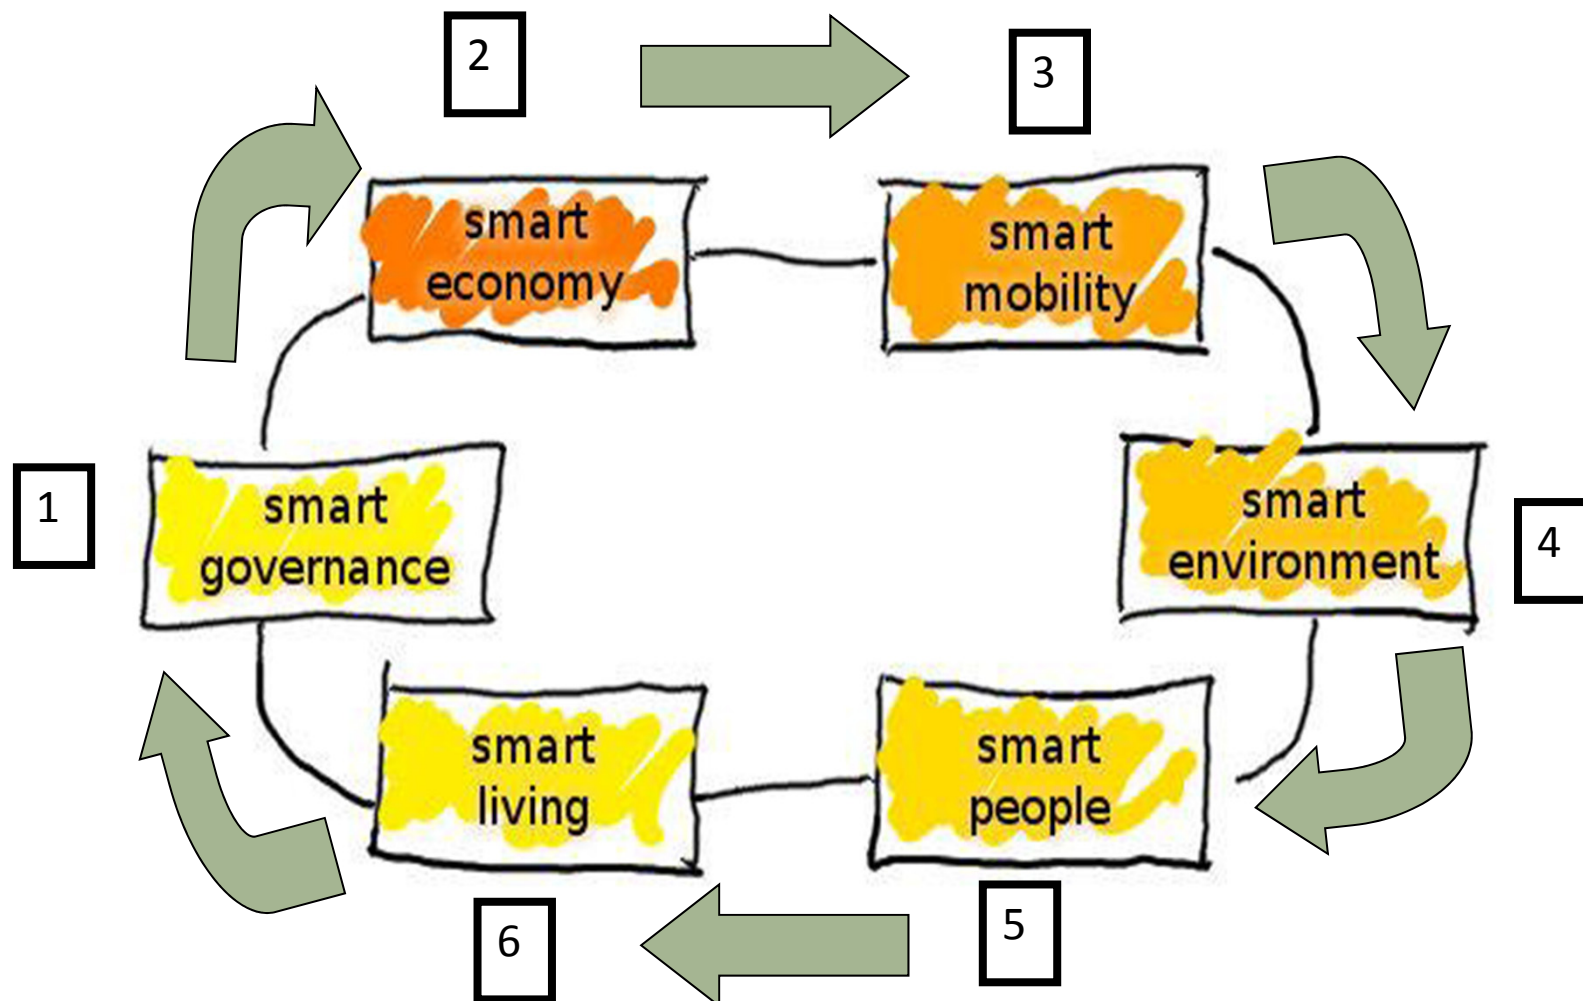 2
3
smart
economy
smart
mobility
1
smart
governance
smart
environment
4
smart
living
smart
people
6
5